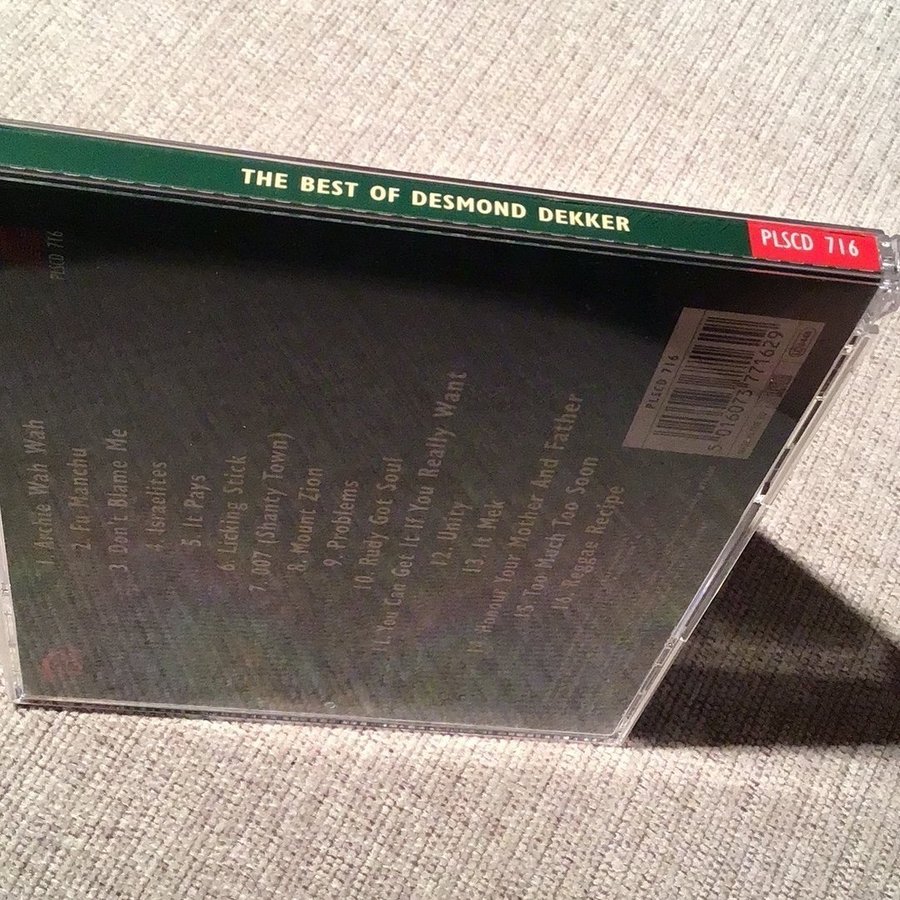 THE BEST OF DESMOND DEKKER
PLSCD 716
PLSCD 716
1. Archie Wah Wah
2. Fu Manchu
3 Don't Blame Me
4. Israelites
5. It Pays
6. Licking Stick
7. 007 (Shanty Town)
8. Mount Zion
9. Problems
10. Rudy Got Soul
11. You Can Get It If You Really Want
12. Unity
13. It Mek
14. Honour Your Mother And Father
15. Too Much Too Soon
16. Reggae Recipe
PLSCD 716
5 016073 771629